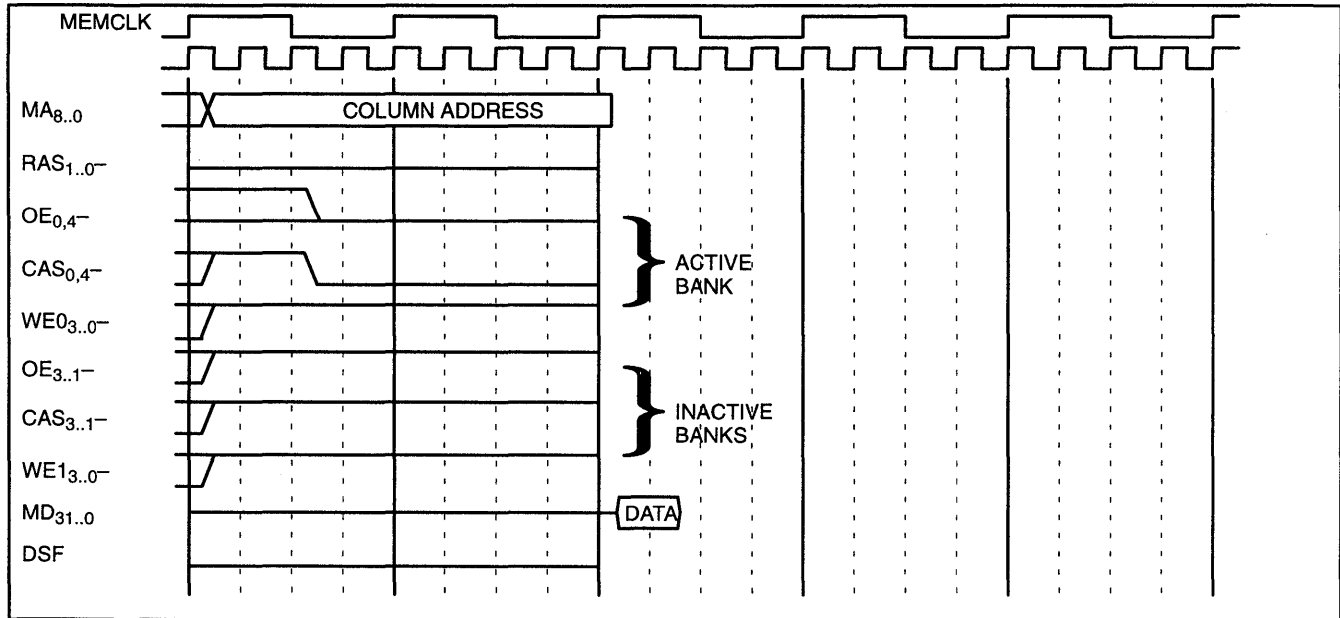 MEMCLK
MA8..0
COLUMN ADDRESS
RAS1..0–
OE0,4–
CAS0,4–
ACTIVE
BANK
WE03..0–
OE3..1–
CAS3..1–
INACTIVE
BANKS
WE13..0–
MD31..0
DATA
DSF